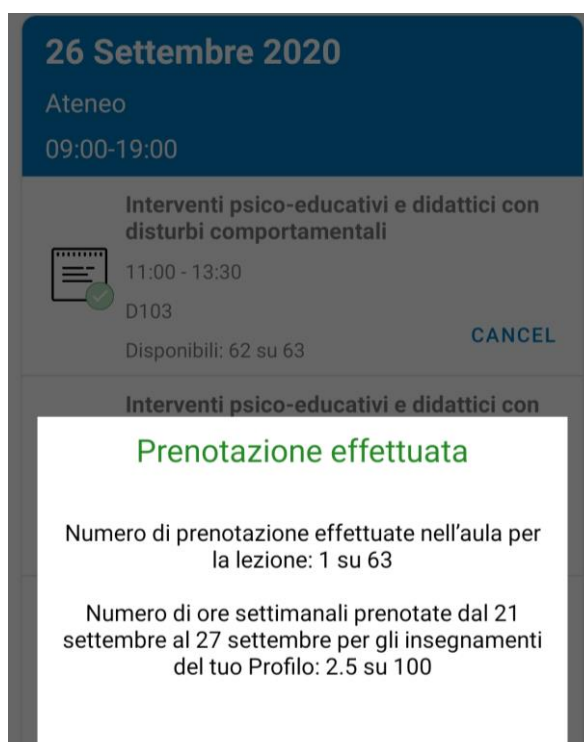 26 Settembre 2020
Ateneo
09:00-19:00
Interventi psico-educativi e didattici con
disturbi comportamentali
11:00 - 13:30
D103
Disponibili: 62 su 63
CANCEL
Interventi psico-educativi e didattici con
Prenotazione effettuata
Numero di prenotazione effettuate nell'aula per
la lezione: 1 su 63
Numero di ore settimanali prenotate dal 21
settembre al 27 settembre per gli insegnamenti
del tuo Profilo: 2.5 su 100